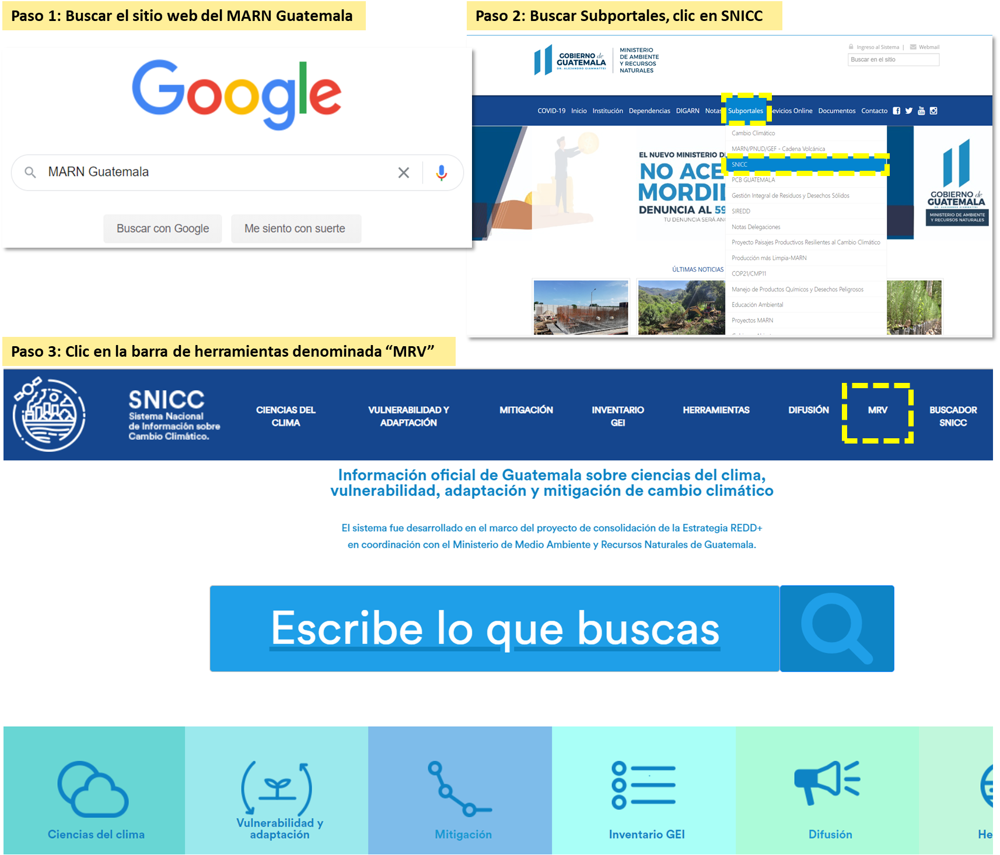 Paso 1: Buscar el sitio web del MARN Guatemala
Google
MARN Guatemala
Buscar con Google
Me siento con suerte
Paso 2: Buscar Subportales, clic en SNICC
GOBIERNO de
GUATEMALA
DR. ALEJANDRO GIAMMATTEI
MINISTERIO
DE AMBIENTE
Y RECURSOS
NATURALES
Ingreso al Sistema |
Webmail
Buscar en el sitio
COVID-19 Inicio Institución Dependencias DIGARN Notas Subportales evicios Online Documentos Contacto
Cambio Climático
MARN/PNUD/GEF - Cadena Volcánica
SNICC
PCB GUATEMALA
Gestión Integral de Residuos y Desechos Sólidos
SIREDD
Notas Delegaciones
Proyecto Paisajes Productivos Resilientes al Cambio Climático
Producción más Limpia-MARN
COP21/CMP11
Manejo de Productos Químicos y Desechos Peligrosos
Educación Ambiental
Proyectos MARN
EL NUEVO MINISTERIO D
NO ACE
MORDI
DENUNCIA AL 59
TU DENUNCIA SERÁ AN
GOBIERNO de
GUATEMALA
DR. ALEJANDRO GIAMMATTEI
MINISTERIO DE AMBIENTE
Y RECURSOS NATURALES
ÚLTIMAS NOTICIAS
Paso 3: Clic en la barra de herramientas denominada “MRV”
SNICC
Sistema Nacional
de Información sobre
Cambio Climático.
CIENCIAS DEL
CLIMA
VULNERABILIDAD Y
ADAPTACIÓN
MITIGACIÓN
INVENTARIO
GEI
HERRAMIENTAS
DIFUSIÓN
MRV
BUSCADOR
SNICC
Información oficial de Guatemala sobre ciencias del clima,
vulnerabilidad, adaptación y mitigación de cambio climático
El sistema fue desarrollado en el marco del proyecto de consolidación de la Estrategia REDD+
en coordinación con el Ministerio de Medio Ambiente y Recursos Naturales de Guatemala.
Escribe lo que buscas
Ciencias del clima
Vulnerabilidad y
adaptación
Mitigación
Inventario GEI
Difusión
He